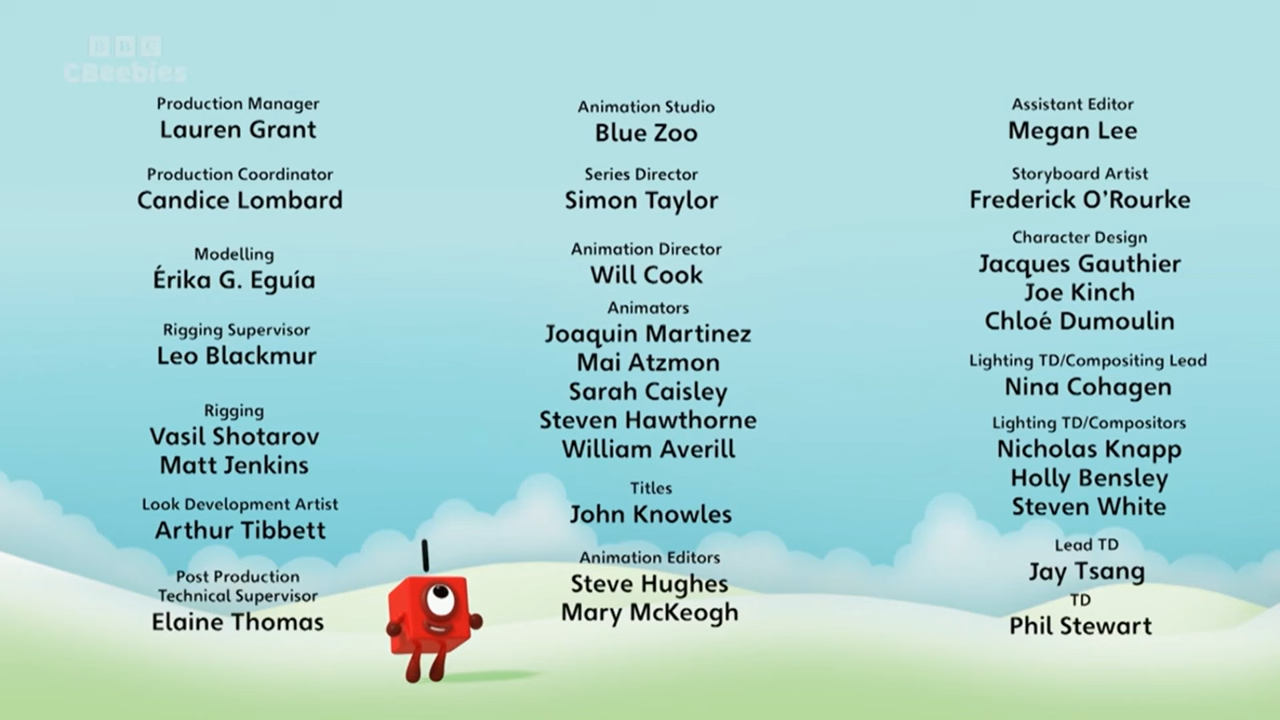 BBC
CBeebies
Production Manager
Lauren Grant
Production Coordinator
Candice Lombard
Modelling
Érika G. Eguía
Rigging Supervisor
Leo Blackmur
Rigging
Vasil Shotarov
Matt Jenkins
Look Development Artist
Arthur Tibbett
Post Production
Technical Supervisor
Elaine Thomas
Animation Studio
Blue Zoo
Series Director
Simon Taylor
Animation Director
Will Cook
Animators
Joaquin Martinez
Mai Atzmon
Sarah Caisley
Steven Hawthorne
William Averill
Titles
John Knowles
Animation Editors
Steve Hughes
Mary McKeogh
Assistant Editor
Megan Lee
Storyboard Artist
Frederick O’Rourke
Character Design
Jacques Gauthier
Joe Kinch
Chloé Dumoulin
Lighting TD/Compositing Lead
Nina Cohagen
Lighting TD/Compositors
Nicholas Knapp
Holly Bensley
Steven White
Lead TD
Jay Tsang
TD
Phil Stewart